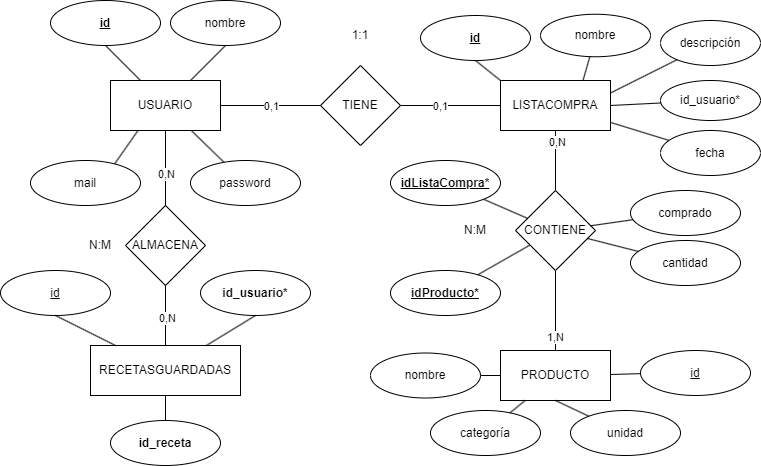 id
nombre
1:1
id
nombre
descripción
USUARIO
0,1
TIENE
0,1
LISTACOMPRA
id_usuario*
fecha
mail
0,N
password
0,N
idListaCompra*
comprado
N:M
ALMACENA
N:M
CONTIENE
cantidad
id
id_usuario*
idProducto*
0,N
1,N
RECETASGUARDADAS
nombre
PRODUCTO
id
id_receta
categoría
unidad